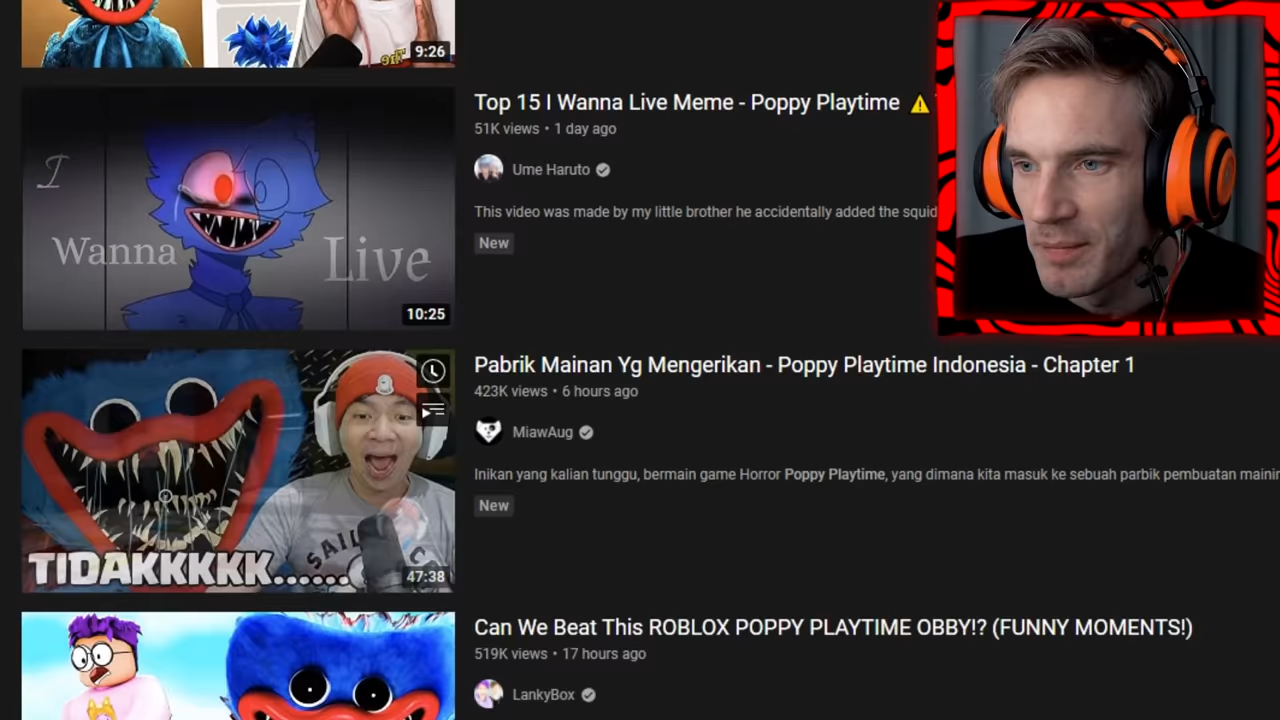 9:26
I
Wanna
Live
10:25
Top 15 I Wanna Live Meme - Poppy Playtime
51K views • 1 day ago
Ume Haruto
This video was made by my little brother he accidentally added the squid
New
TIDAKKKKK......
47:38
Pabrik Mainan Yg Mengerikan - Poppy Playtime Indonesia - Chapter 1
423K views • 6 hours ago
MiawAug
Inikan yang kalian tunggu, bermain game Horror Poppy Playtime, yang dimana kita masuk ke sebuah parbik pembuatan mainin
New
Can We Beat This ROBLOX POPPY PLAYTIME OBBY!? (FUNNY MOMENTS!)
519K views • 17 hours ago
LankyBox